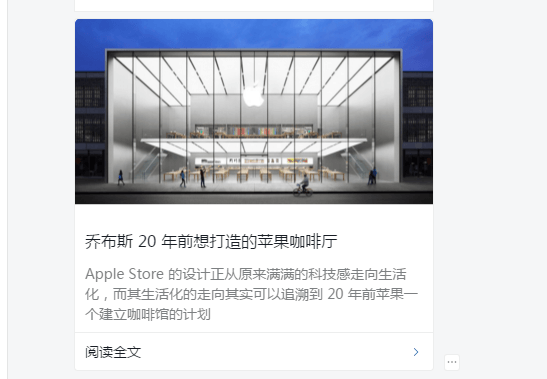 乔布斯 20 年前想打造的苹果咖啡厅
Apple Store 的设计正从原来满满的科技感走向生活
化，而其生活化的走向其实可以追溯到 20 年前苹果一
个建立咖啡馆的计划
阅读全文